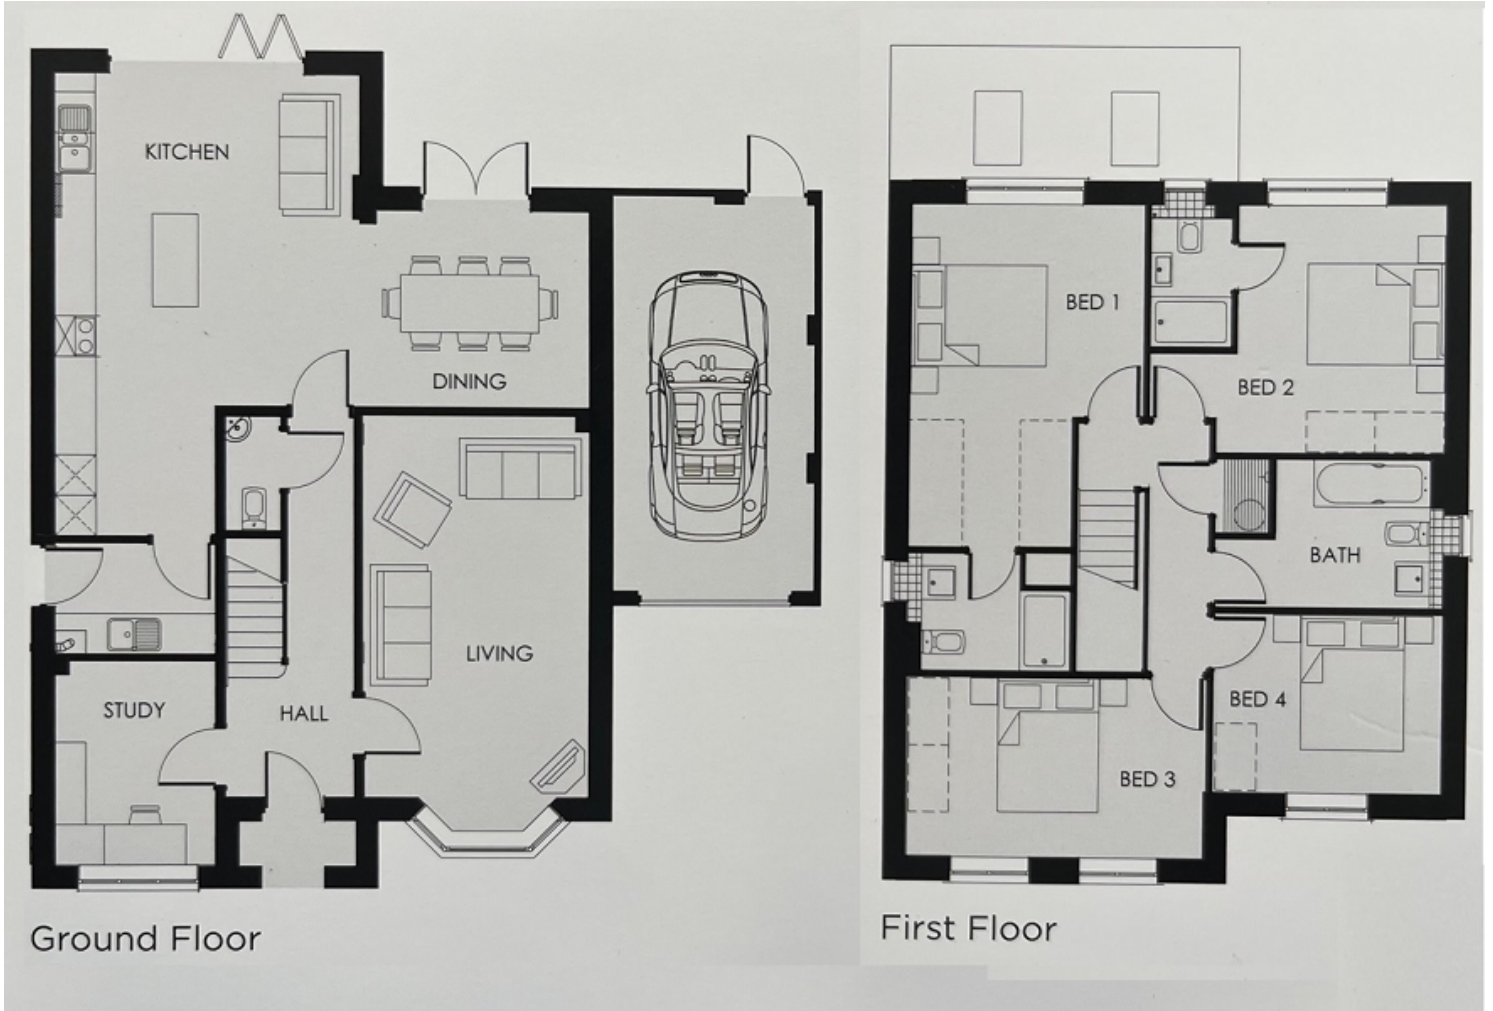 KITCHEN
DINING
LIVING
STUDY
HALL
Ground Floor
BED 1
BED 2
BATH
BED 4
BED 3
First Floor